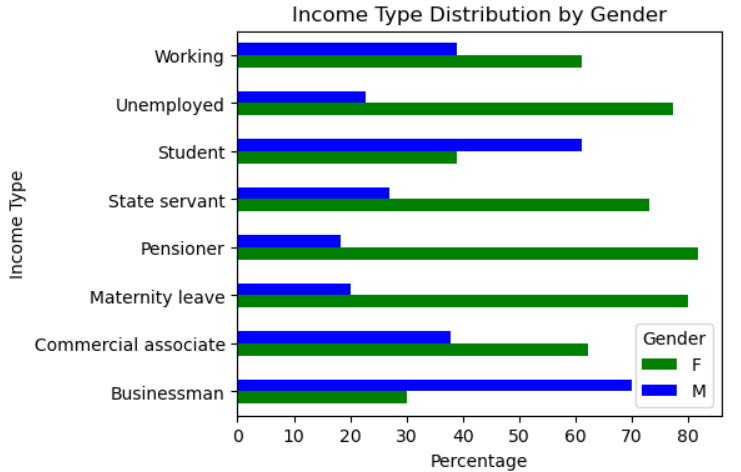 Income Type Distribution by Gender
Income Type
Working
Unemployed
Student
State servant
Pensioner
Maternity leave
Commercial associate
Businessman
Gender
F
M
0 10 20 30 40 50 60 70 80
Percentage